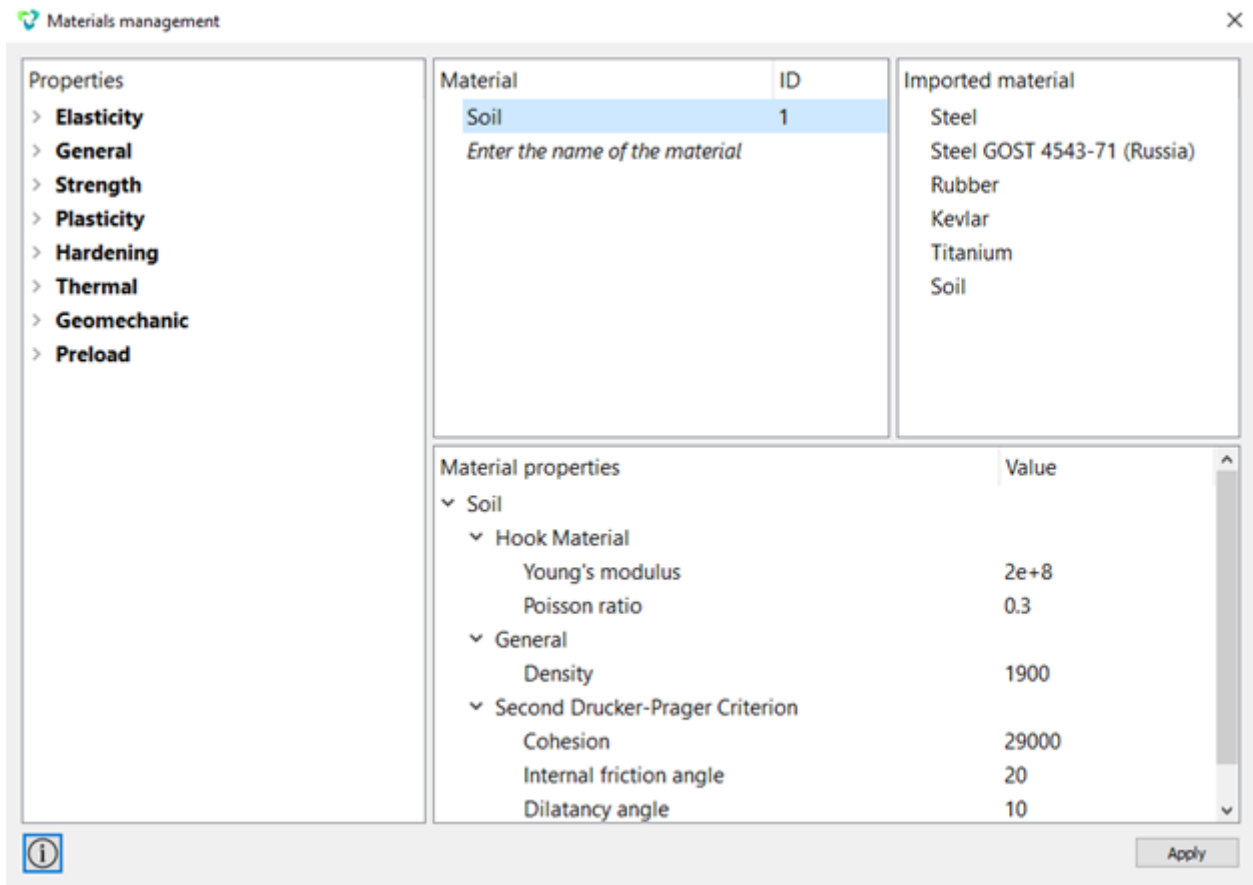 Materials management
Properties
Elasticity
General
Strength
Plasticity
Hardening
Thermal
Geomechanic
Preload
Material ID
Soil 1
Enter the name of the material
Imported material
Steel
Steel GOST 4543-71 (Russia)
Rubber
Kevlar
Titanium
Soil
Material properties Value
Soil
Hook Material
Young's modulus 2e+8
Poisson ratio 0.3
General
Density 1900
Second Drucker-Prager Criterion
Cohesion 29000
Internal friction angle 20
Dilatancy angle 10
Apply